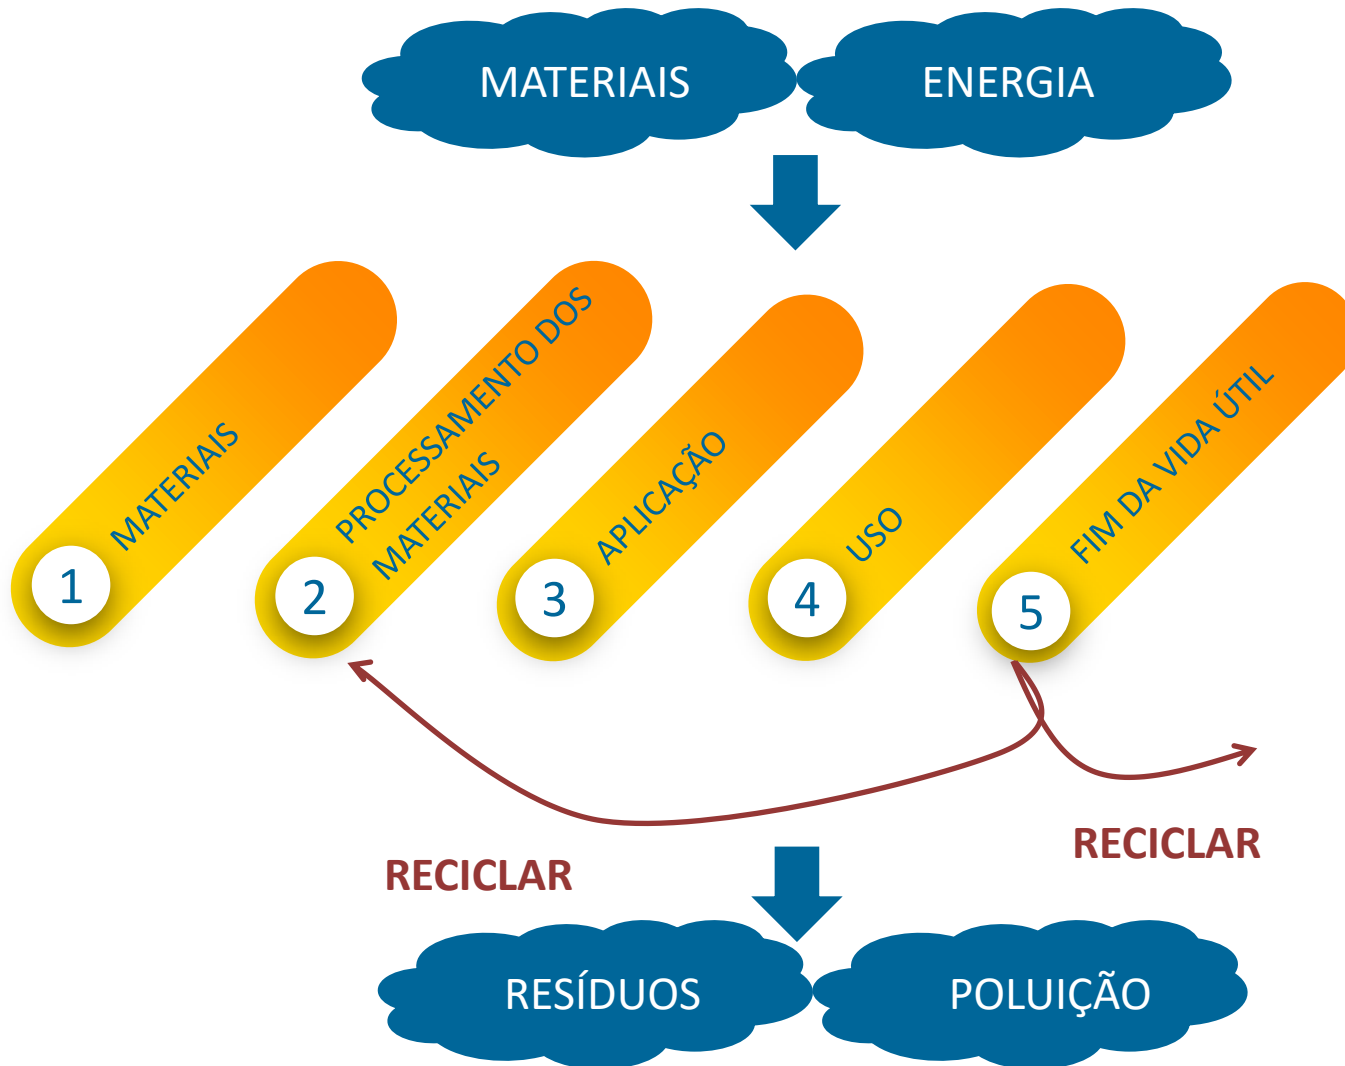 MATERIAIS
ENERGIA
1
MATERIAIS
2
PROCESSAMENTO DOS
MATERIAIS
3
APLICAÇÃO
4
USO
5
FIM DA VIDA ÚTIL
RECICLAR
RECICLAR
RESÍDUOS
POLUIÇÃO